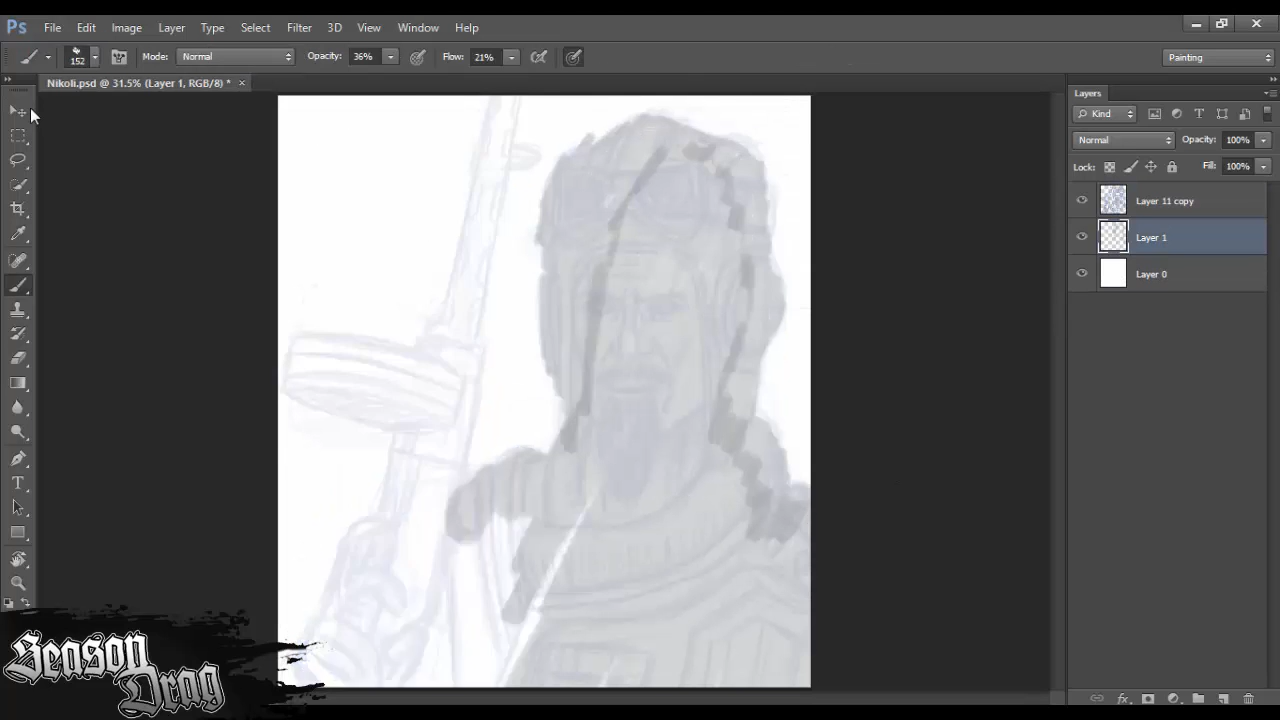 Ps File Edit Image Layer Type Select Filter 3D View Window Help
152 Mode: Normal Opacity: 36% Flow: 21% Painting
Nikoli.psd @ 31.5% (Layer 1, RGB/8) *
Layers
Kind
Normal Opacity: 100%
Lock: Fill: 100%
Layer 11 copy
Layer 1
Layer 0
Season
Drag